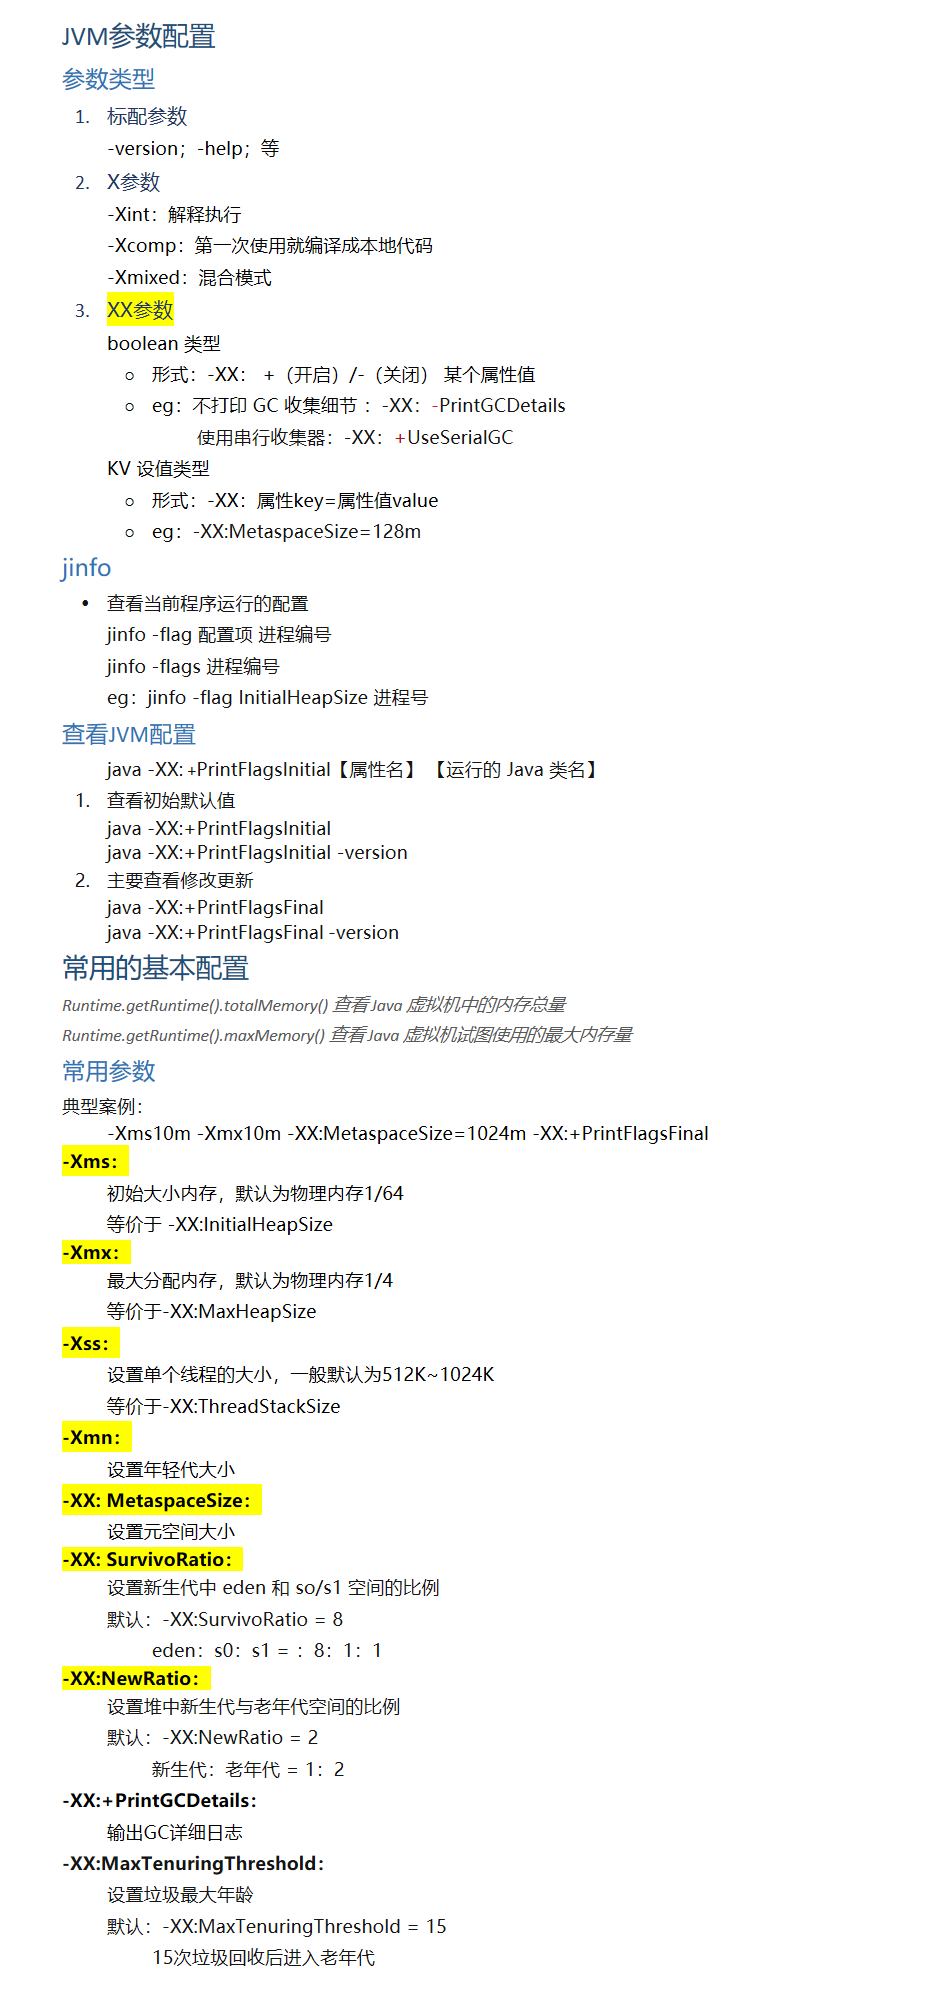 JVM参数配置
参数类型
1. 标配参数
-version；-help；等
2. X参数
-Xint：解释执行
-Xcomp：第一次使用就编译成本地代码
-Xmixed：混合模式
3. XX参数
boolean 类型
○ 形式：-XX： +（开启）/-（关闭） 某个属性值
○ eg：不打印 GC 收集细节 ：-XX：-PrintGCDetails
使用串行收集器：-XX：+UseSerialGC
KV 设值类型
○ 形式：-XX：属性key=属性值value
○ eg：-XX:MetaspaceSize=128m
jinfo
• 查看当前程序运行的配置
jinfo -flag 配置项 进程编号
jinfo -flags 进程编号
eg：jinfo -flag InitialHeapSize 进程号
查看JVM配置
java -XX: +PrintFlagsInitial【属性名】 【运行的 Java 类名】
1. 查看初始默认值
java -XX:+PrintFlagsInitial
java -XX:+PrintFlagsInitial -version
2. 主要查看修改更新
java -XX:+PrintFlagsFinal
java -XX:+PrintFlagsFinal -version
常用的基本配置
Runtime.getRuntime().totalMemory() 查看 Java 虚拟机中的内存总量
Runtime.getRuntime().maxMemory() 查看 Java 虚拟机试图使用的最大内存量
常用参数
典型案例：
-Xms10m -Xmx10m -XX:MetaspaceSize=1024m -XX:+PrintFlagsFinal
-Xms：
初始大小内存，默认为物理内存1/64
等价于 -XX:InitialHeapSize
-Xmx：
最大分配内存，默认为物理内存1/4
等价于-XX:MaxHeapSize
-Xss：
设置单个线程的大小，一般默认为512K~1024K
等价于-XX:ThreadStackSize
-Xmn：
设置年轻代大小
-XX: MetaspaceSize：
设置元空间大小
-XX: SurvivoRatio：
设置新生代中 eden 和 so/s1 空间的比例
默认：-XX:SurvivoRatio = 8
eden：s0：s1 = ：8：1：1
-XX:NewRatio：
设置堆中新生代与老年代空间的比例
默认：-XX:NewRatio = 2
新生代：老年代 = 1：2
-XX:+PrintGCDetails：
输出GC详细日志
-XX:MaxTenuringThreshold：
设置垃圾最大年龄
默认：-XX:MaxTenuringThreshold = 15
15次垃圾回收后进入老年代